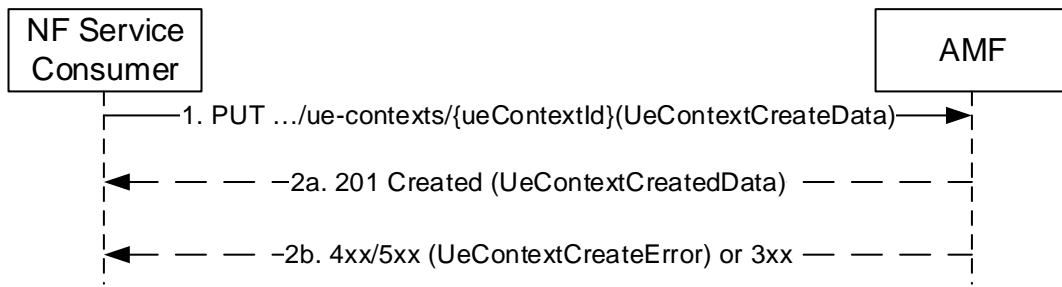 NF Service
Consumer
AMF
1. PUT …/ue-contexts/{ueContextId}(UeContextCreateData)
2a. 201 Created (UeContextCreatedData)
2b. 4xx/5xx (UeContextCreateError) or 3xx